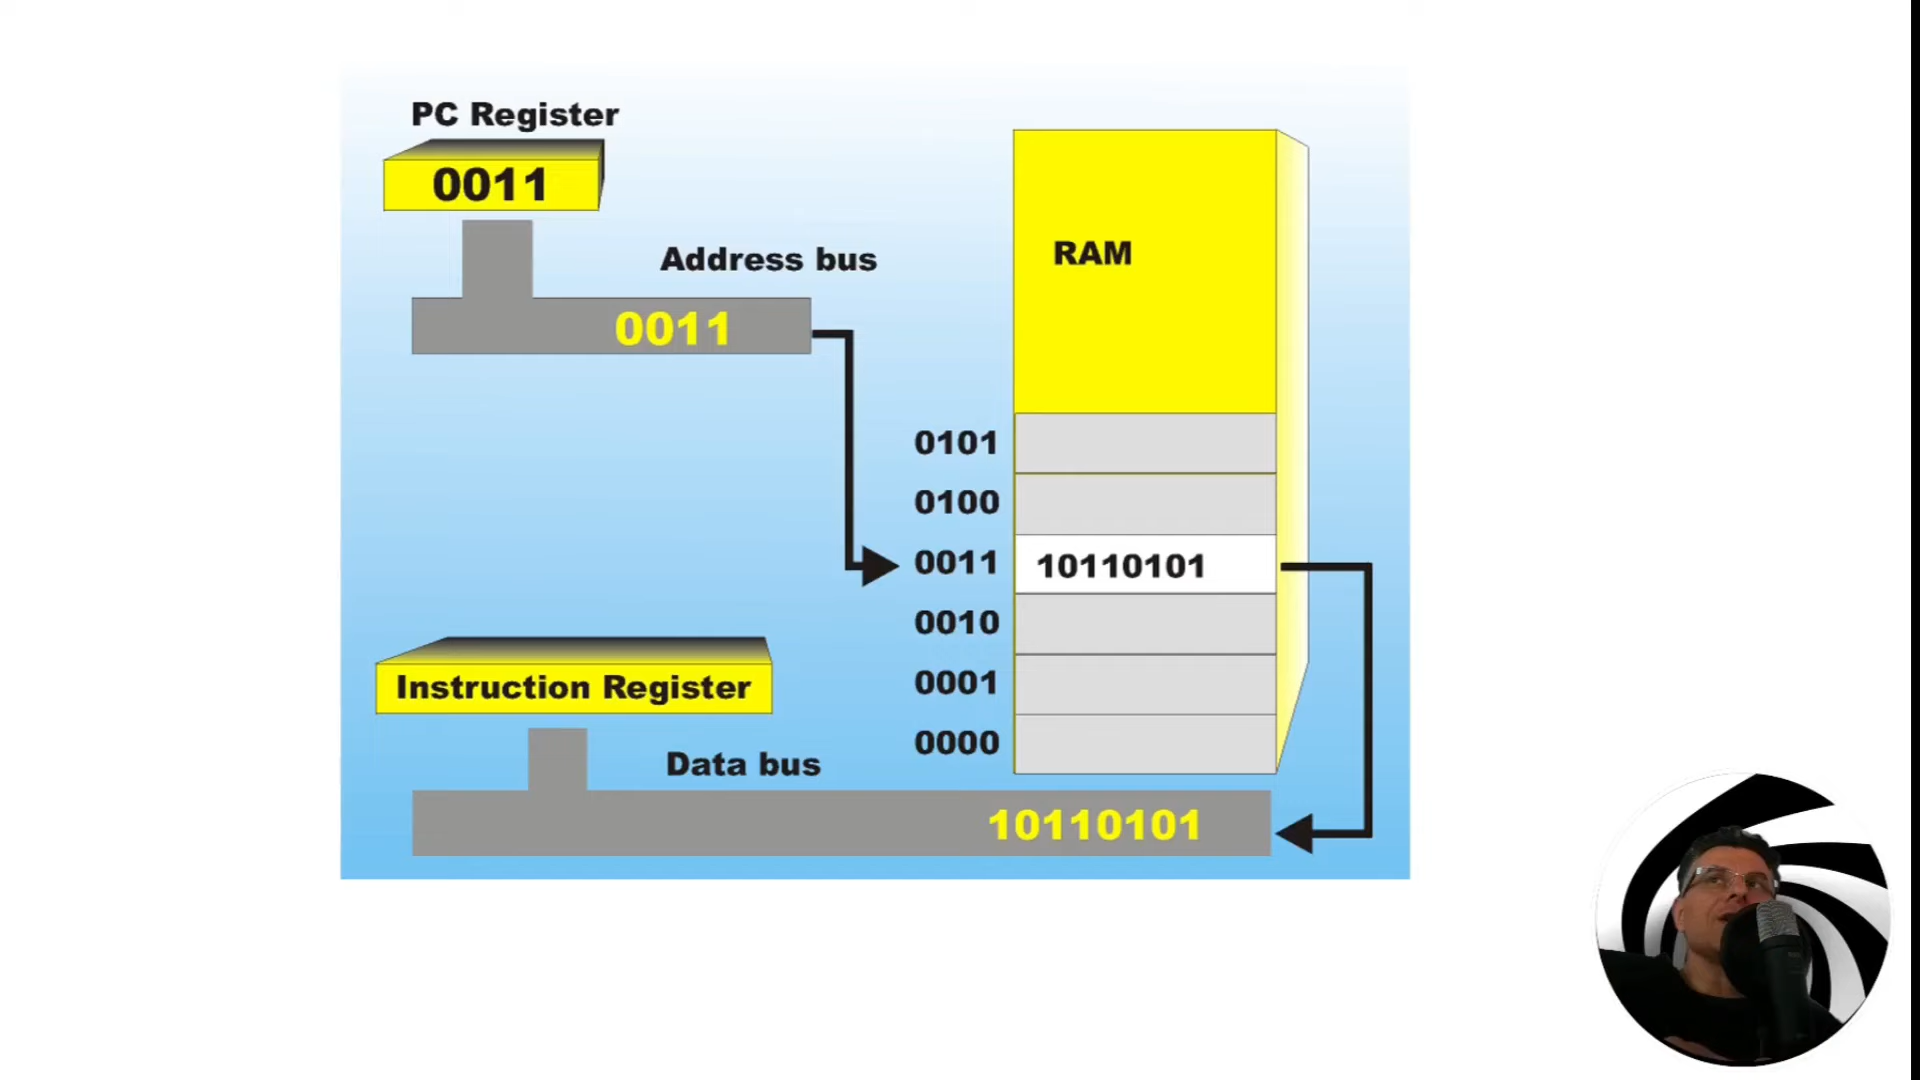 PC Register
0011
Address bus
0011
RAM
0101
0100
0011 10110101
0010
0001
0000
Instruction Register
Data bus
10110101